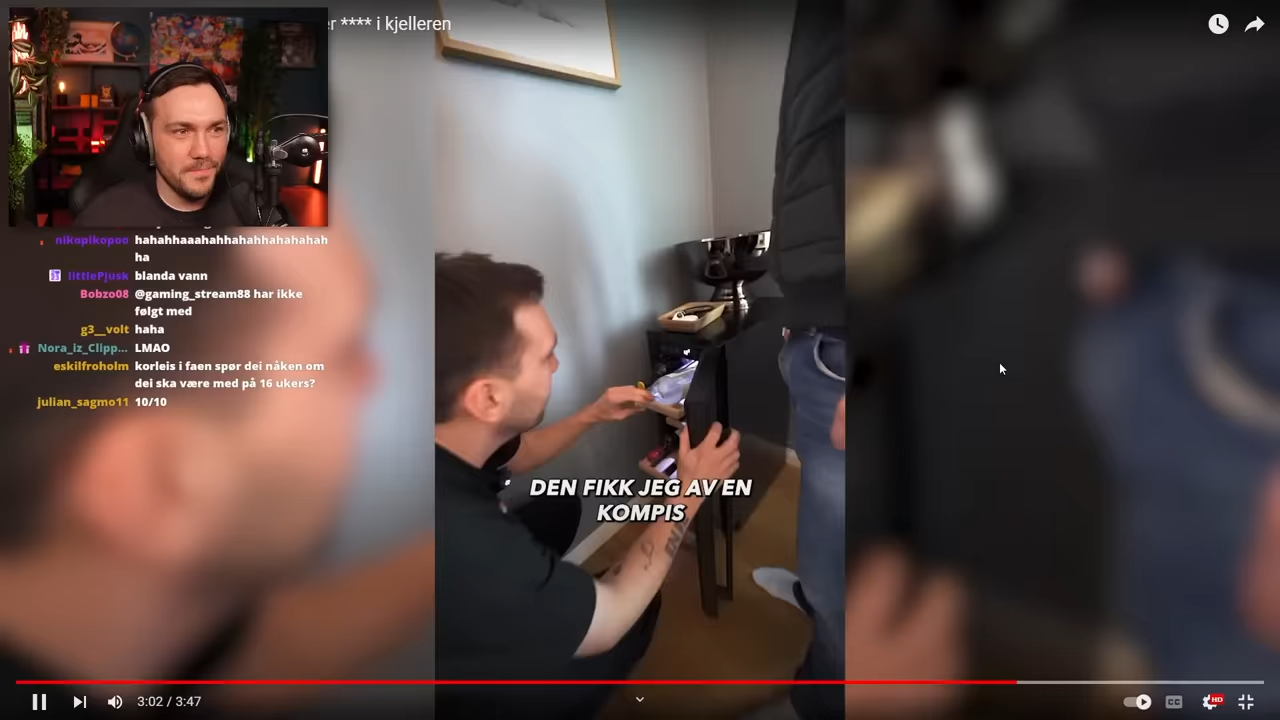 er **** i kjelleren
nikopikopoo hahahhaaahahhahahhahahahah
ha
littlePjusk blanda vann
Bobzo08 @gaming_stream88 har ikke
følgt med
g3__volt haha
Nora_iz_Clipp... LMAO
eskilfroholm korleis i faen spør dei nåken om
dei ska være med på 16 ukers?
julian_sagmo11 10/10
DEN FIKK JEG AV EN
KOMPIS
3:02 / 3:47
CC
HD